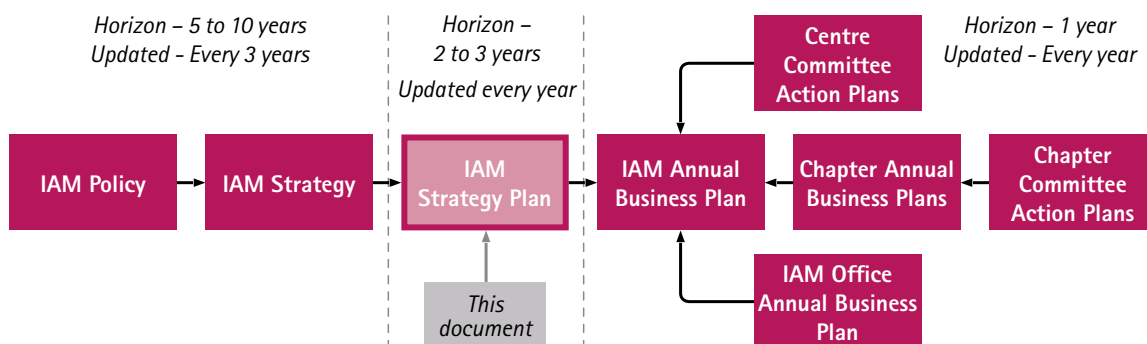 Horizon – 5 to 10 years
Updated - Every 3 years
Horizon –
2 to 3 years
Updated every year
Horizon – 1 year
Updated - Every year
Centre
Committee
Action Plans
IAM Policy
IAM Strategy
IAM
Strategy Plan
IAM Annual
Business Plan
Chapter Annual
Business Plans
Chapter
Committee
Action Plans
This
document
IAM Office
Annual Business
Plan